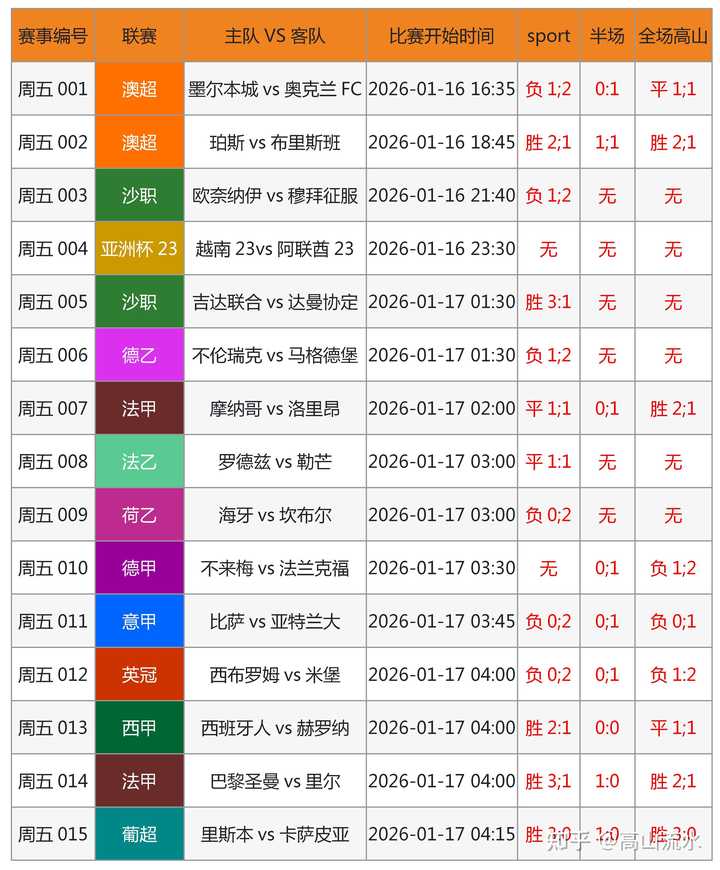 赛事编号 联赛 主队 VS 客队 比赛开始时间 sport 半场 全场高山
周五 001 澳超 墨尔本城 vs 奥克兰 FC 2026-01-16 16:35 负 1;2 0:1 平 1;1
周五 002 澳超 珀斯 vs 布里斯班 2026-01-16 18:45 胜 2;1 1;1 胜 2;1
周五 003 沙职 欧奈纳伊 vs 穆拜征服 2026-01-16 21:40 负 1;2 无 无
周五 004 亚洲杯 23 越南 23vs 阿联酋 23 2026-01-16 23:30 无 无 无
周五 005 沙职 吉达联合 vs 达曼协定 2026-01-17 01:30 胜 3:1 无 无
周五 006 德乙 不伦瑞克 vs 马格德堡 2026-01-17 01:30 负 1;2 无 无
周五 007 法甲 摩纳哥 vs 洛里昂 2026-01-17 02:00 平 1;1 0;1 胜 2;1
周五 008 法乙 罗德兹 vs 勒芒 2026-01-17 03:00 平 1:1 无 无
周五 009 荷乙 海牙 vs 坎布尔 2026-01-17 03:00 负 0;2 无 无
周五 010 德甲 不来梅 vs 法兰克福 2026-01-17 03:30 无 0;1 负 1;2
周五 011 意甲 比萨 vs 亚特兰大 2026-01-17 03:45 负 0;2 0;1 负 0;1
周五 012 英冠 西布罗姆 vs 米堡 2026-01-17 04:00 负 0;2 0;1 负 1:2
周五 013 西甲 西班牙人 vs 赫罗纳 2026-01-17 04:00 胜 2:1 0:0 平 1;1
周五 014 法甲 巴黎圣曼 vs 里尔 2026-01-17 04:00 胜 3;1 1:0 胜 2;1
周五 015 葡超 里斯本 vs 卡萨皮亚 2026-01-17 04:15 胜 3:0 1:0 胜 3:0
知乎 @高山流水